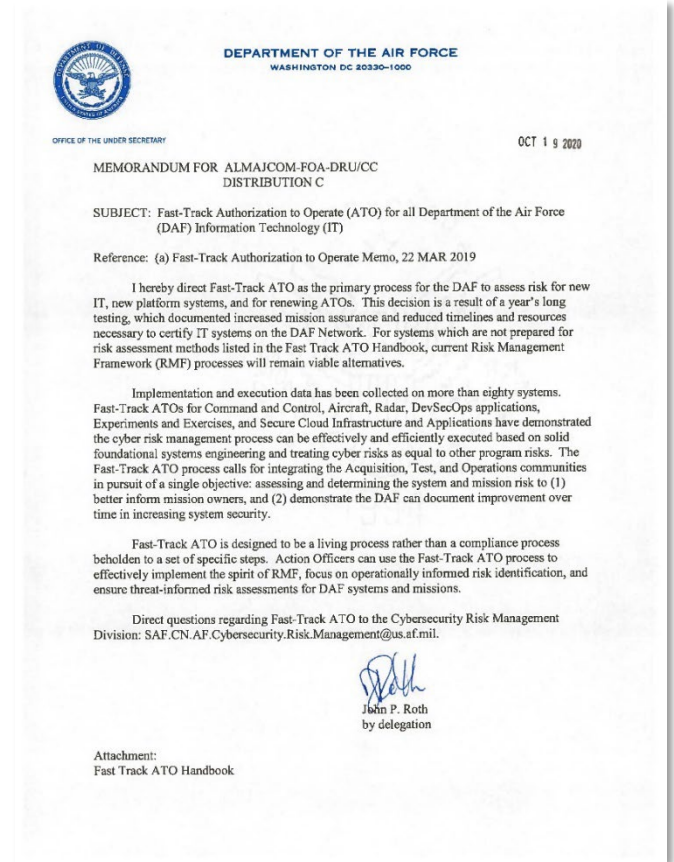 DEPARTMENT OF THE AIR FORCE
WASHINGTON DC 20330-1000
DEPARTMENT OF DEFENSE
UNITED STATES OF AMERICA
OFFICE OF THE UNDER SECRETARY
OCT 1 9 2020
MEMORANDUM FOR ALMAJCOM-FOA-DRU/CC
DISTRIBUTION C
SUBJECT: Fast-Track Authorization to Operate (ATO) for all Department of the Air Force
(DAF) Information Technology (IT)
Reference: (a) Fast-Track Authorization to Operate Memo, 22 MAR 2019
I hereby direct Fast-Track ATO as the primary process for the DAF to assess risk for new
IT, new platform systems, and for renewing ATOs. This decision is a result of a year's long
testing, which documented increased mission assurance and reduced timelines and resources
necessary to certify IT systems on the DAF Network. For systems which are not prepared for
risk assessment methods listed in the Fast Track ATO Handbook, current Risk Management
Framework (RMF) processes will remain viable alternatives.
Implementation and execution data has been collected on more than eighty systems.
Fast-Track ATOs for Command and Control, Aircraft, Radar, DevSecOps applications,
Experiments and Exercises, and Secure Cloud Infrastructure and Applications have demonstrated
the cyber risk management process can be effectively and efficiently executed based on solid
foundational systems engineering and treating cyber risks as equal to other program risks. The
Fast-Track ATO process calls for integrating the Acquisition, Test, and Operations communities
in pursuit of a single objective: assessing and determining the system and mission risk to (1)
better inform mission owners, and (2) demonstrate the DAF can document improvement over
time in increasing system security.
Fast-Track ATO is designed to be a living process rather than a compliance process
beholden to a set of specific steps. Action Officers can use the Fast-Track ATO process to
effectively implement the spirit of RMF, focus on operationally informed risk identification, and
ensure threat-informed risk assessments for DAF systems and missions.
Direct questions regarding Fast-Track ATO to the Cybersecurity Risk Management
Division: SAF.CN.AF.Cybersecurity.Risk.Management@us.af.mil.
John P. Roth
by delegation
Attachment:
Fast Track ATO Handbook